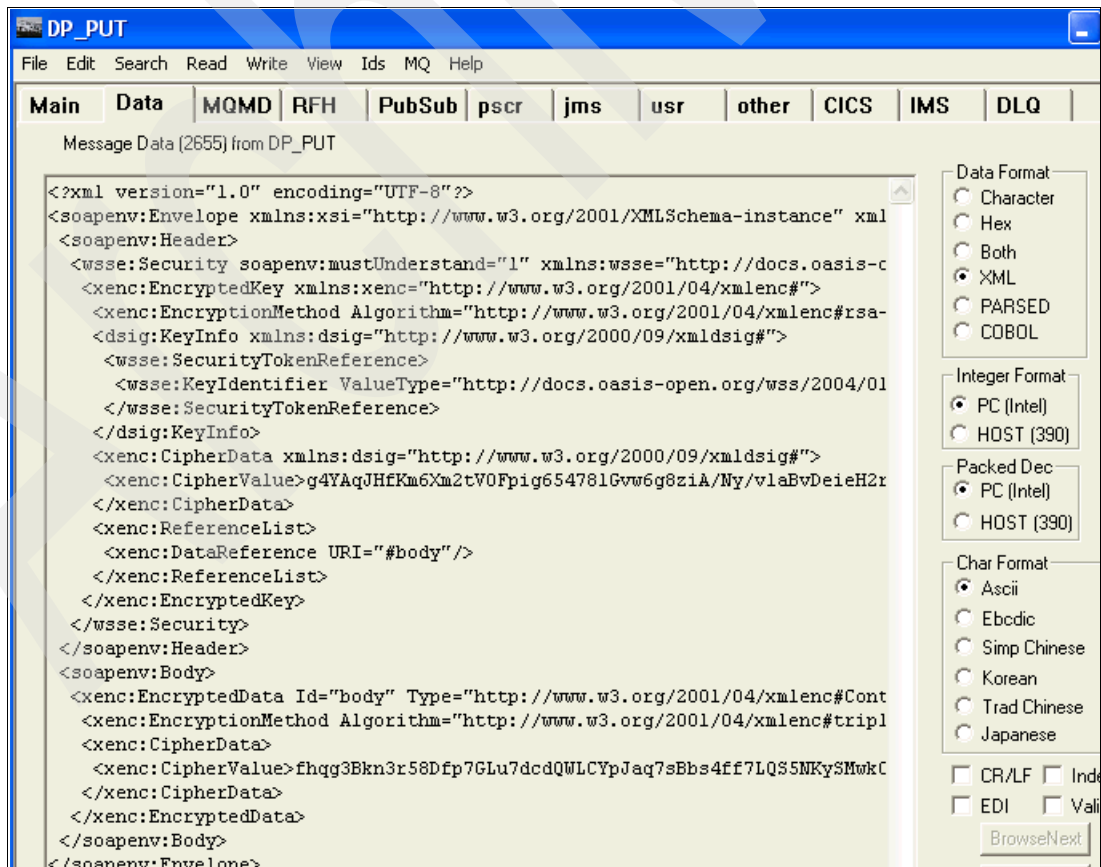 DP_PUT
File Edit Search Read Write View Ids MQ Help
Main Data MQMD RFH PubSub pscr jms usr other CICS IMS DLQ
Message Data (2655) from DP_PUT
<?xml version="1.0" encoding="UTF-8"?>
<soapenv:Envelope xmlns:xsi="http://www.w3.org/2001/XMLSchema-instance" xml
<soapenv:Header>
<wsse:Security soapenv:mustUnderstand="1" xmlns:wsse="http://docs.oasis-c
<xenc:EncryptedKey xmlns:xenc="http://www.w3.org/2001/04/xmlenc#">
<xenc:EncryptionMethod Algorithm="http://www.w3.org/2001/04/xmlenc#rsa-
<dsig:KeyInfo xmlns:dsig="http://www.w3.org/2000/09/xmldsig#">
<wsse:SecurityTokenReference>
<wsse:KeyIdentifier ValueType="http://docs.oasis-open.org/wss/2004/01
</wsse:SecurityTokenReference>
</dsig:KeyInfo>
<xenc:CipherData xmlns:dsig="http://www.w3.org/2000/09/xmldsig#">
<xenc:CipherValue>g4YAqJHfKm6Xm2tV0Fpig65478lGvw6g8ziA/Ny/vlaBvDeieH2r
</xenc:CipherData>
<xenc:ReferenceList>
<xenc:DataReference URI="#body"/>
</xenc:ReferenceList>
</xenc:EncryptedKey>
</wsse:Security>
</soapenv:Header>
<soapenv:Body>
<xenc:EncryptedData Id="body" Type="http://www.w3.org/2001/04/xmlenc#Cont
<xenc:EncryptionMethod Algorithm="http://www.w3.org/2001/04/xmlenc#tripl
<xenc:CipherData>
<xenc:CipherValue>fhqg3Bkn3r58Dfp7GLu7dcdQWLCYpJaq7sBbs4ff7LQS5NKySMwkC
</xenc:CipherData>
</xenc:EncryptedData>
</soapenv:Body>
</soapenv:Envelope>
Data Format
Character
Hex
Both
XML
PARSED
COBOL
Integer Format
PC (Intel)
HOST (390)
Packed Dec
PC (Intel)
HOST (390)
Char Format
Ascii
Ebcdic
Simp Chinese
Korean
Trad Chinese
Japanese
CR/LF Inde
EDI Vali
BrowseNext